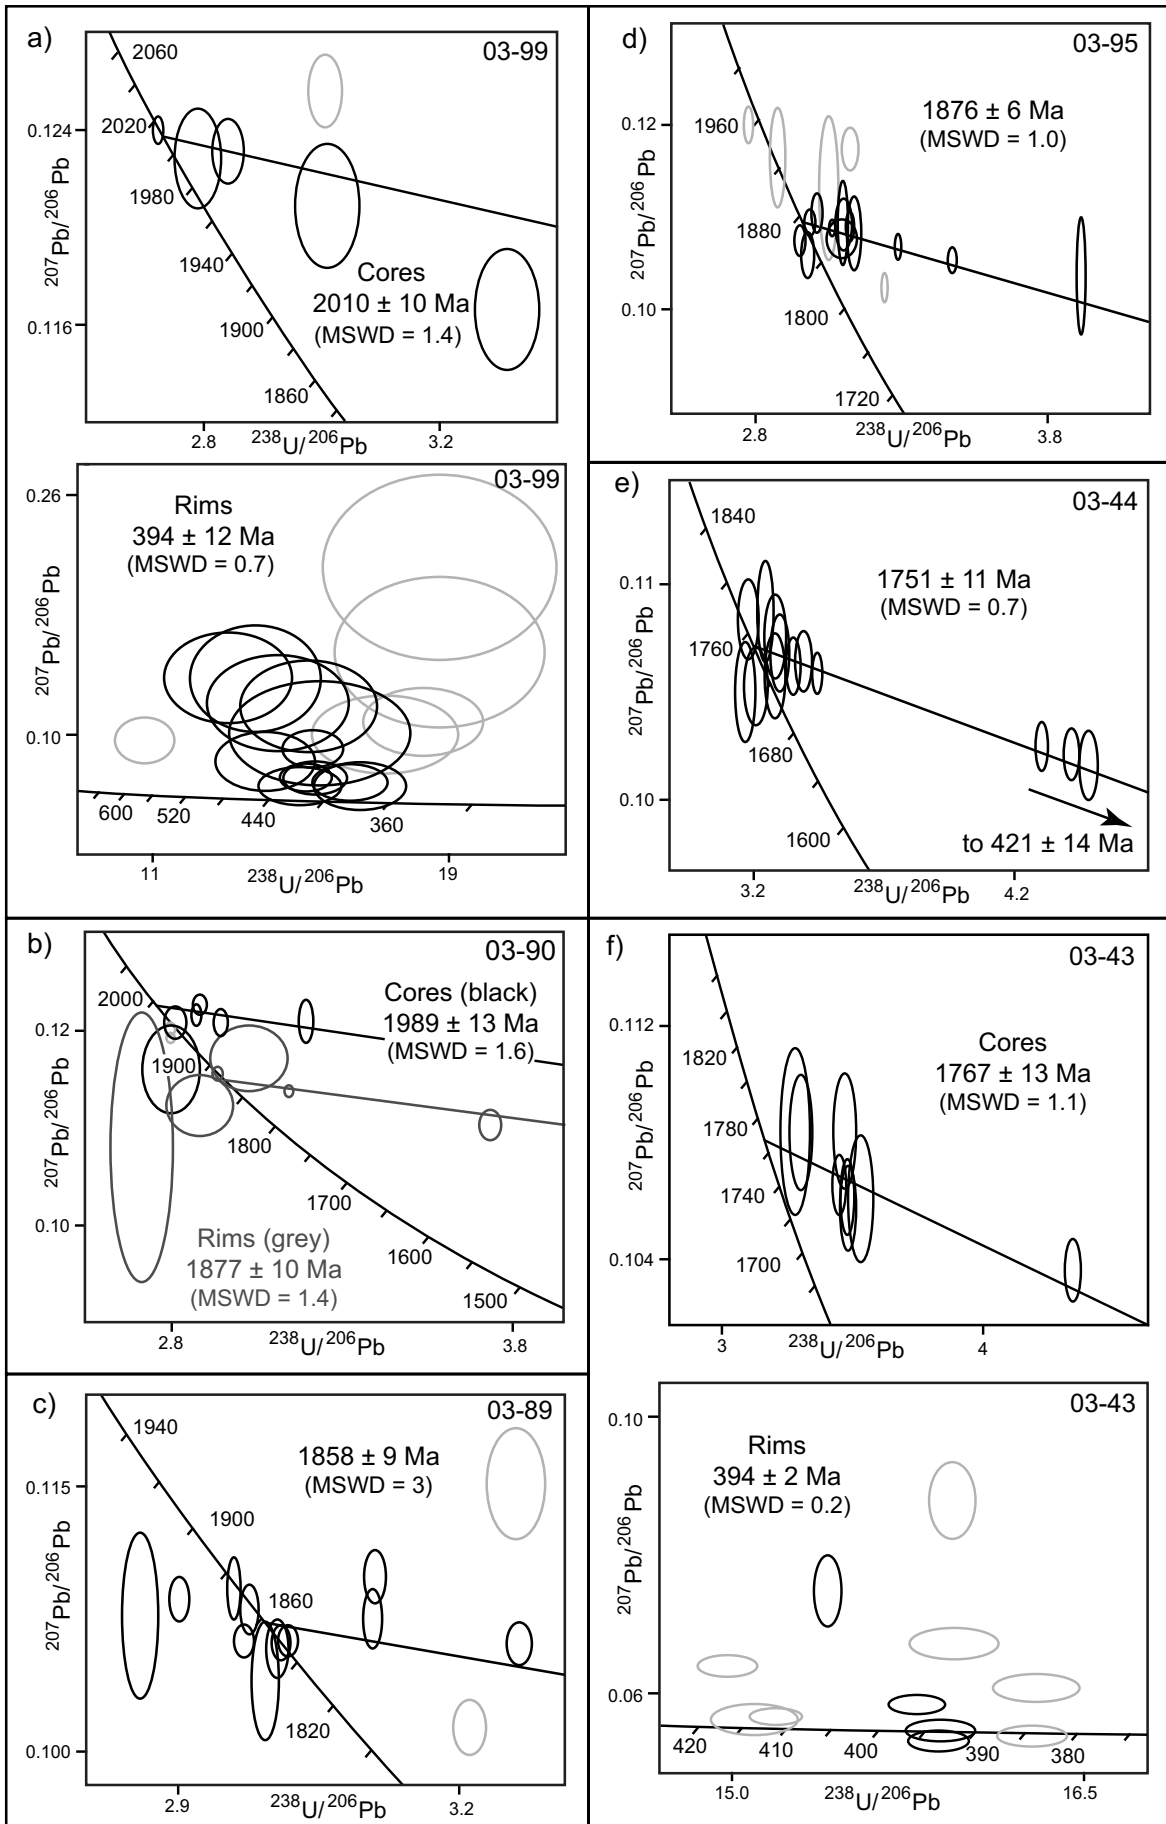 a)
03-99
2060
2020
1980
1940
1900
1860
0.124
0.116
207Pb/206Pb
Cores
2010 ± 10 Ma
(MSWD = 1.4)
2.8
238U/206Pb
3.2
03-99
0.26
0.10
207Pb/206Pb
Rims
394 ± 12 Ma
(MSWD = 0.7)
600
520
440
360
11
238U/206Pb
19
b)
03-90
2000
1900
1800
1700
1600
1500
0.12
0.10
207Pb/206Pb
Cores (black)
1989 ± 13 Ma
(MSWD = 1.6)
Rims (grey)
1877 ± 10 Ma
(MSWD = 1.4)
2.8
238U/206Pb
3.8
c)
03-89
1940
1900
1860
1820
0.115
0.100
207Pb/206Pb
1858 ± 9 Ma
(MSWD = 3)
2.9
238U/206Pb
3.2
d)
03-95
1960
1880
1800
1720
0.12
0.10
207Pb/206Pb
1876 ± 6 Ma
(MSWD = 1.0)
2.8
238U/206Pb
3.8
e)
03-44
1840
1760
1680
1600
0.11
0.10
207Pb/206Pb
1751 ± 11 Ma
(MSWD = 0.7)
to 421 ± 14 Ma
3.2
238U/206Pb
4.2
f)
03-43
1820
1780
1740
1700
0.112
0.104
207Pb/206Pb
Cores
1767 ± 13 Ma
(MSWD = 1.1)
3
238U/206Pb
4
03-43
0.10
0.06
207Pb/206Pb
Rims
394 ± 2 Ma
(MSWD = 0.2)
420
410
400
390
380
15.0
238U/206Pb
16.5